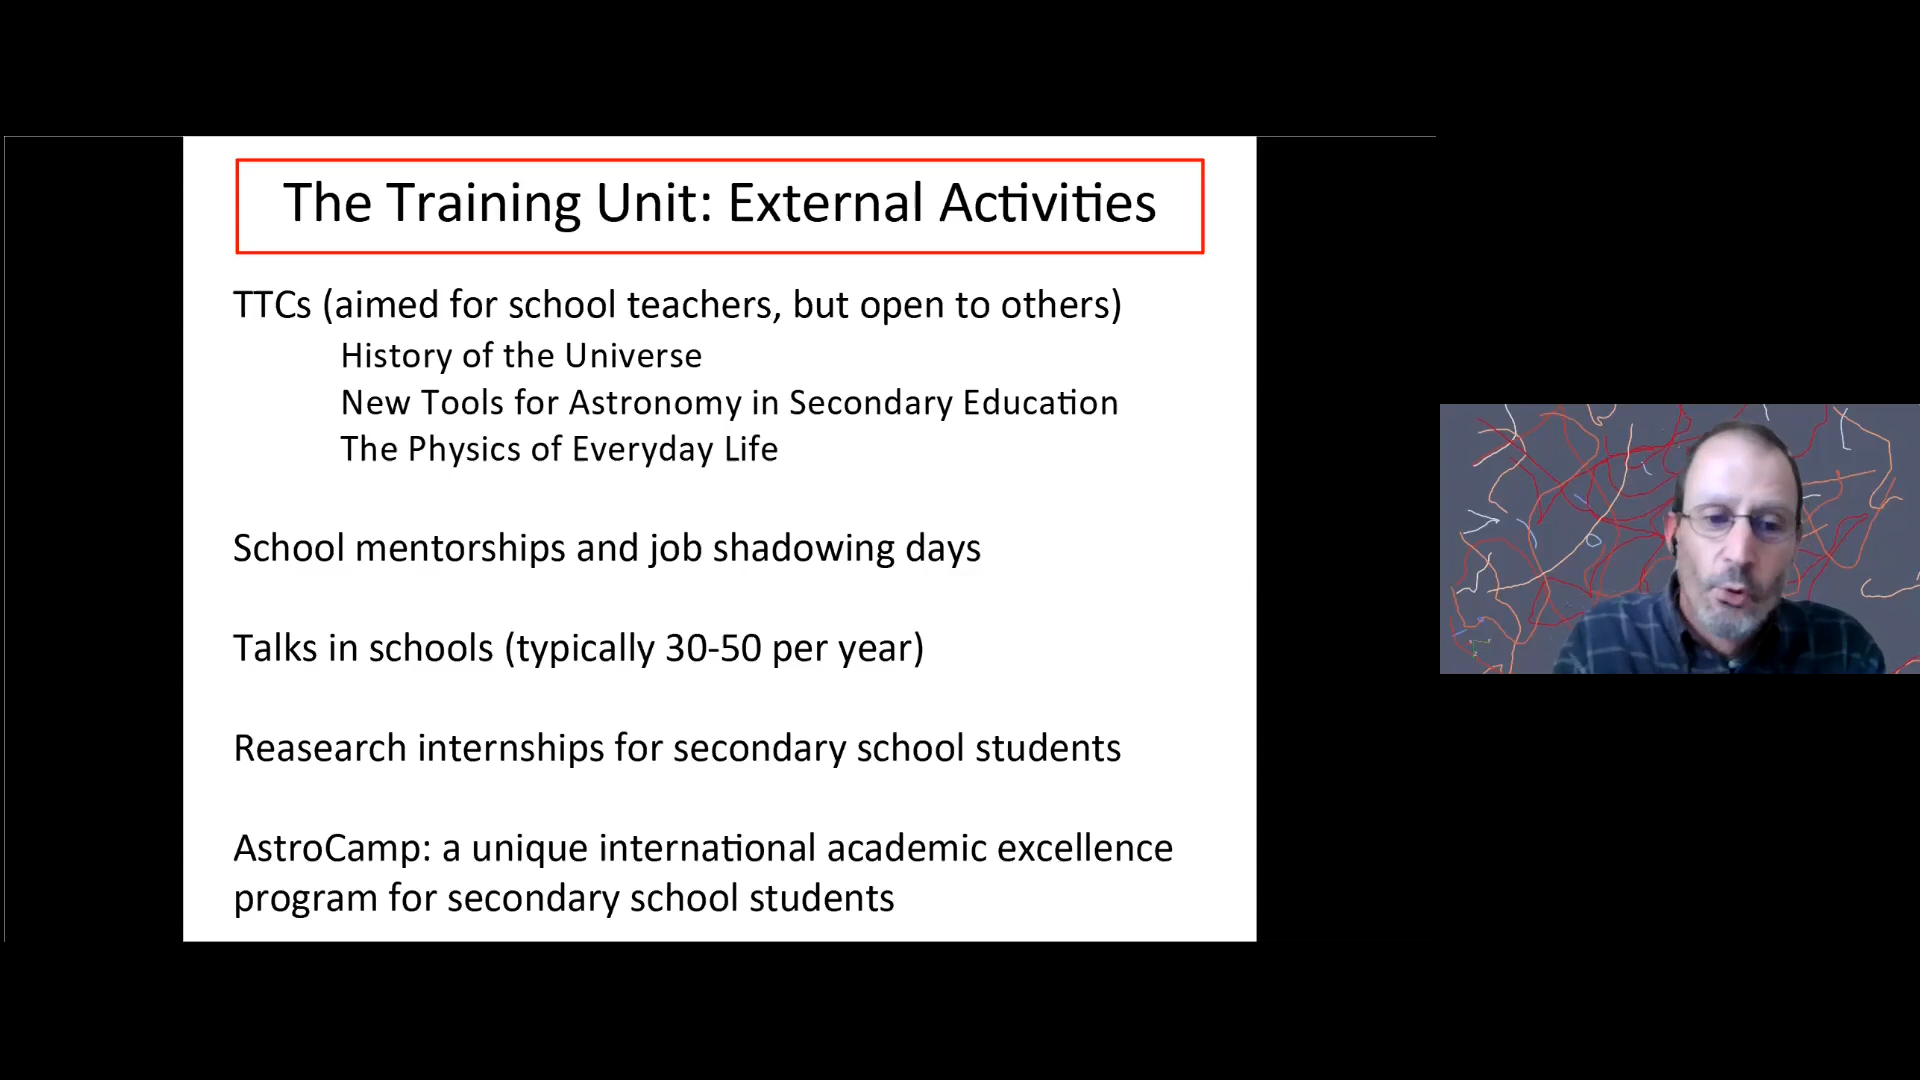 The Training Unit: External Activities
TTCs (aimed for school teachers, but open to others)
History of the Universe
New Tools for Astronomy in Secondary Education
The Physics of Everyday Life
School mentorships and job shadowing days
Talks in schools (typically 30-50 per year)
Reasearch internships for secondary school students
AstroCamp: a unique international academic excellence
program for secondary school students